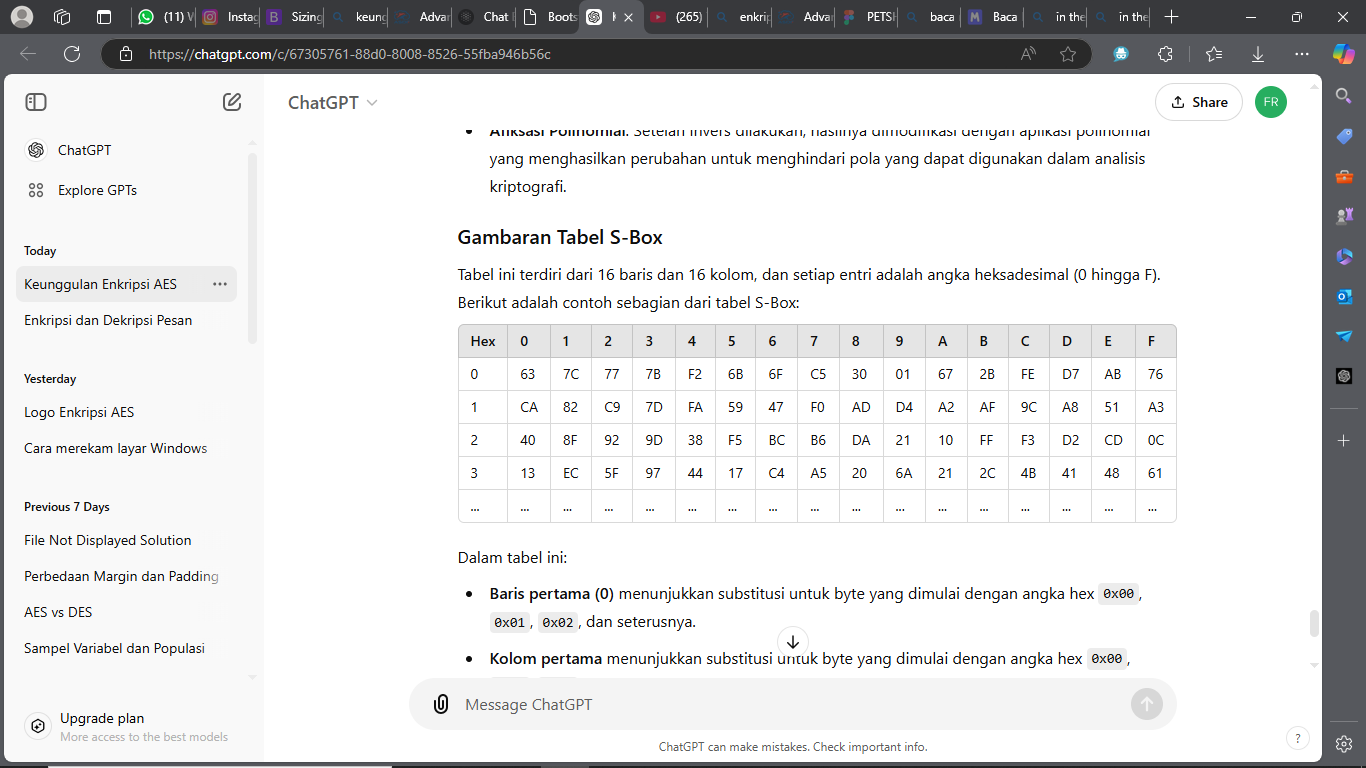 (11) W
Instag
Sizing
keung
Advar
Chat B
Boots
(265)
enkrip
Advar
PETSH
baca
Baca
in the
in the
https://chatgpt.com/c/67305761-88d0-8008-8526-55fba946b56c
ChatGPT
Share
FR
ChatGPT
Explore GPTs
Today
Keunggulan Enkripsi AES
Enkripsi dan Dekripsi Pesan
Yesterday
Logo Enkripsi AES
Cara merekam layar Windows
Previous 7 Days
File Not Displayed Solution
Perbedaan Margin dan Padding
AES vs DES
Sampel Variabel dan Populasi
Upgrade plan
More access to the best models
Afiksasi Polinomial: Setelah invers dilakukan, hasilnya dimodifikasi dengan aplikasi polinomial
yang menghasilkan perubahan untuk menghindari pola yang dapat digunakan dalam analisis
kriptografi.
Gambaran Tabel S-Box
Tabel ini terdiri dari 16 baris dan 16 kolom, dan setiap entri adalah angka heksadesimal (0 hingga F).
Berikut adalah contoh sebagian dari tabel S-Box:
Hex 0 1 2 3 4 5 6 7 8 9 A B C D E F
0 63 7C 77 7B F2 6B 6F C5 30 01 67 2B FE D7 AB 76
1 CA 82 C9 7D FA 59 47 F0 AD D4 A2 AF 9C A8 51 A3
2 40 8F 92 9D 38 F5 BC B6 DA 21 10 FF F3 D2 CD 0C
3 13 EC 5F 97 44 17 C4 A5 20 6A 21 2C 4B 41 48 61
... ... ... ... ... ... ... ... ... ... ... ... ... ... ... ... ...
Dalam tabel ini:
Baris pertama (0) menunjukkan substitusi untuk byte yang dimulai dengan angka hex 0x00,
0x01, 0x02, dan seterusnya.
Kolom pertama menunjukkan substitusi untuk byte yang dimulai dengan angka hex 0x00,
Message ChatGPT
ChatGPT can make mistakes. Check important info.
?